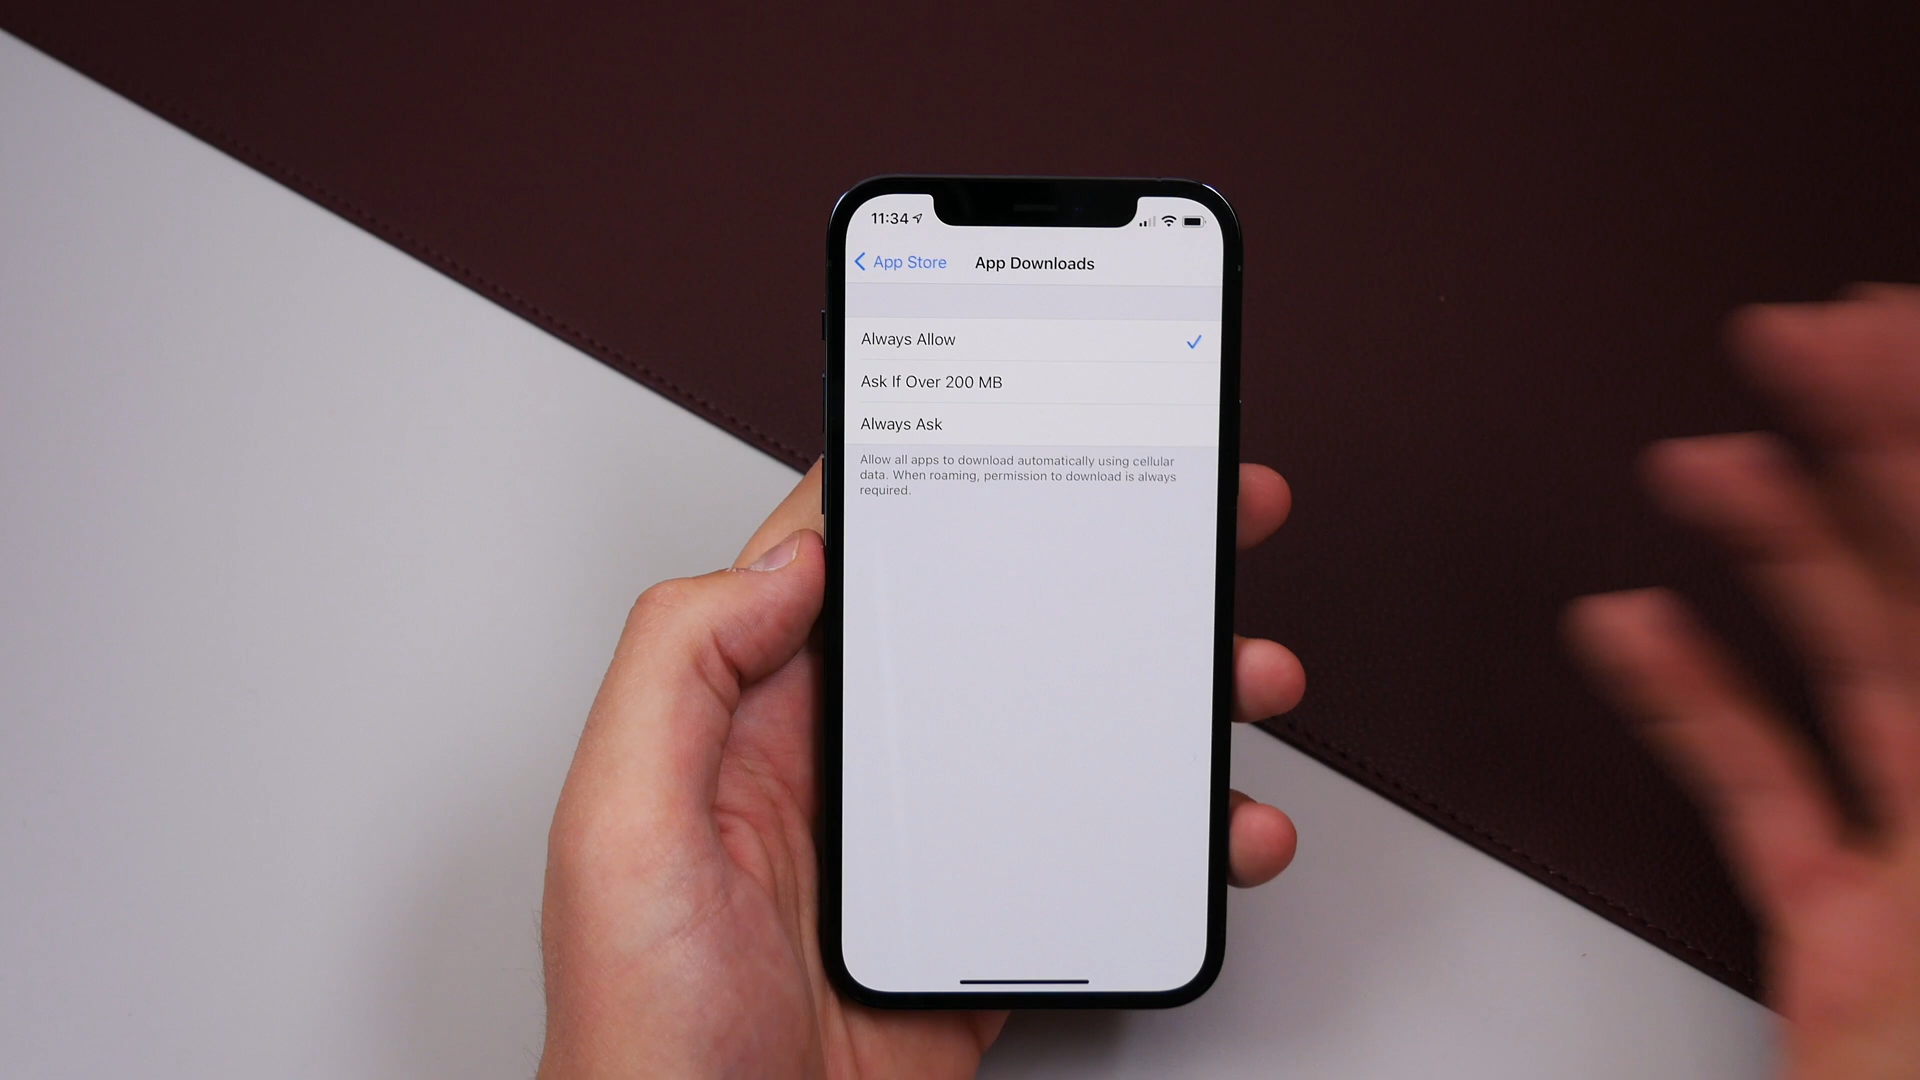 11:34
App Store
App Downloads
Always Allow
Ask If Over 200 MB
Always Ask
Allow all apps to download automatically using cellular
data. When roaming, permission to download is always
required.